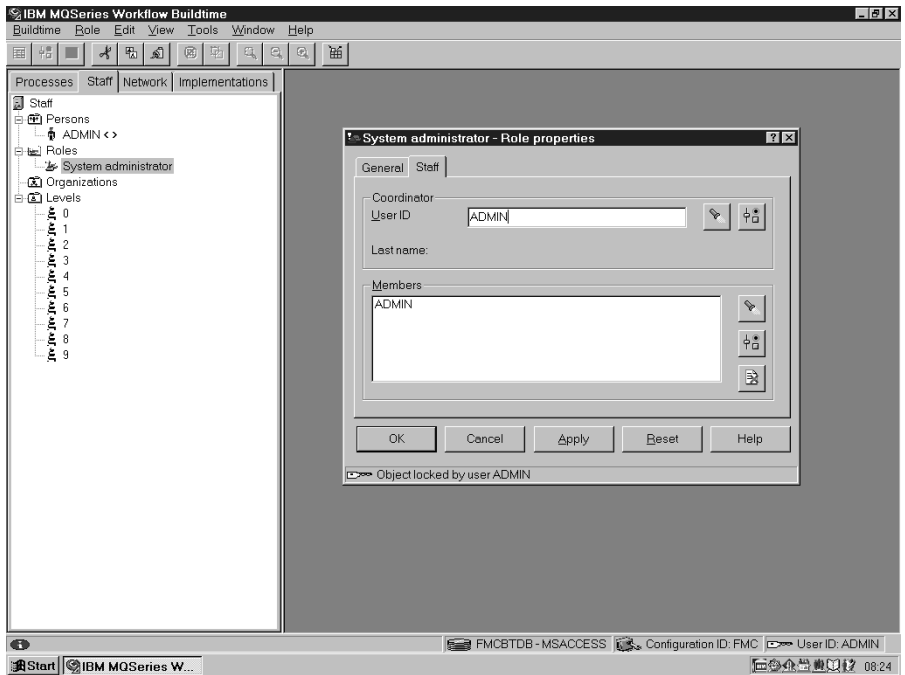 IBM MQSeries Workflow Buildtime
Buildtime Role Edit View Tools Window Help
Processes Staff Network Implementations
Staff
Persons
ADMIN < >
Roles
System administrator
Organizations
Levels
0
1
2
3
4
5
6
7
8
9
System administrator - Role properties
General Staff
Coordinator
User ID ADMIN
Last name:
Members
ADMIN
OK Cancel Apply Reset Help
Object locked by user ADMIN
FMCBTDB - MSACCESS Configuration ID: FMC User ID: ADMIN
Start IBM MQSeries W... 08:24